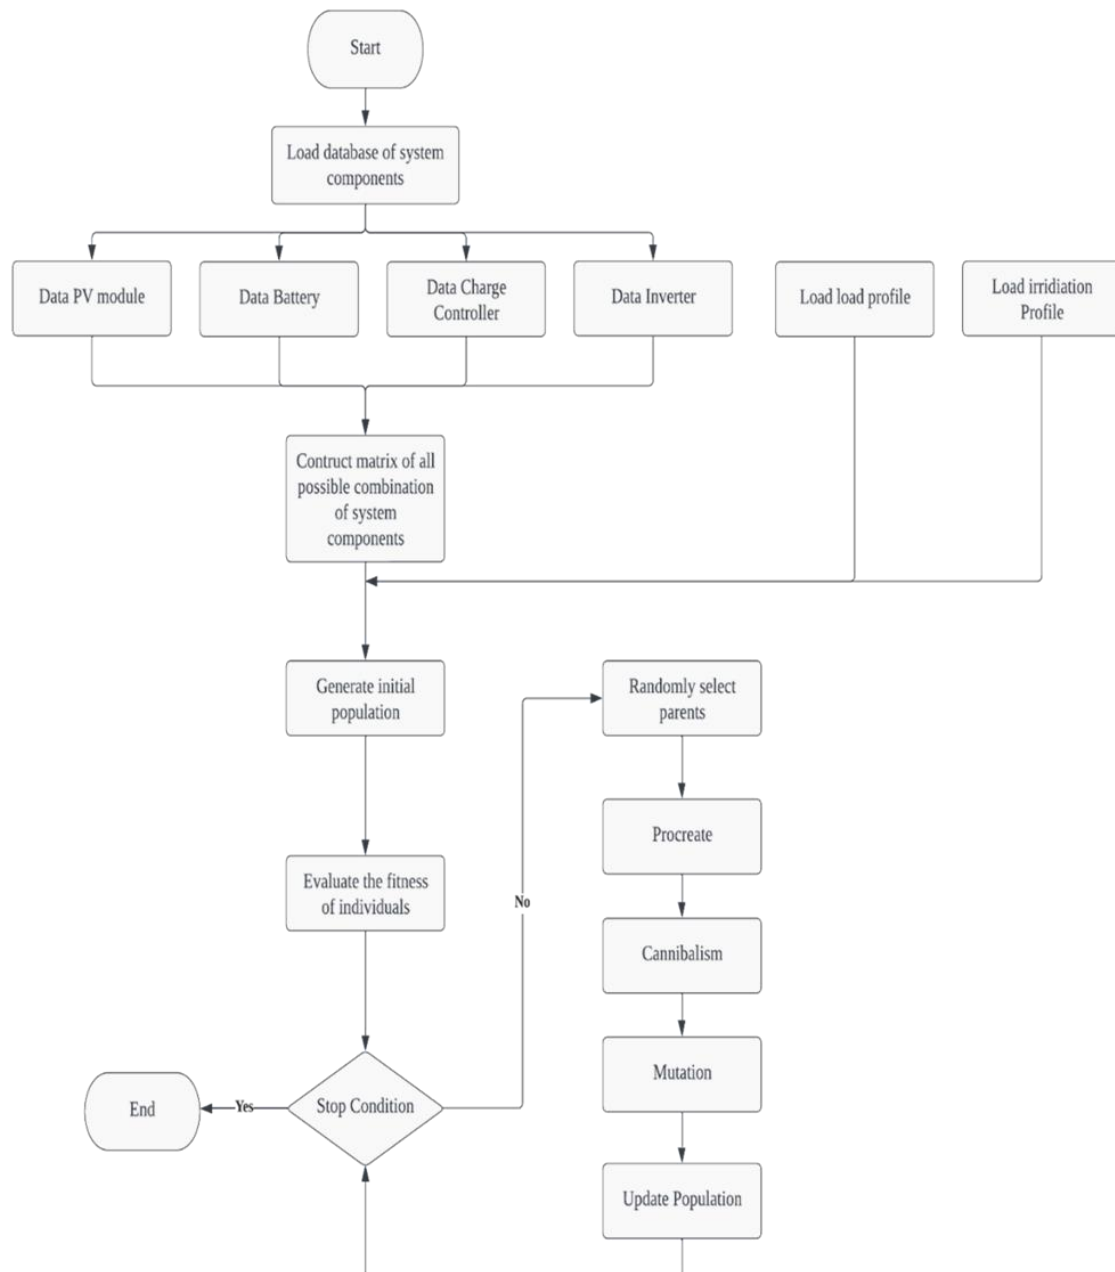 Start
Load database of system
components
Data PV module
Data Battery
Data Charge
Controller
Data Inverter
Load load profile
Load irridiation
Profile
Contruct matrix of all
possible combination
of system
components
Generate initial
population
Randomly select
parents
Procreate
Evaluate the fitness
of individuals
No
Cannibalism
Mutation
End
Yes
Stop Condition
Update Population